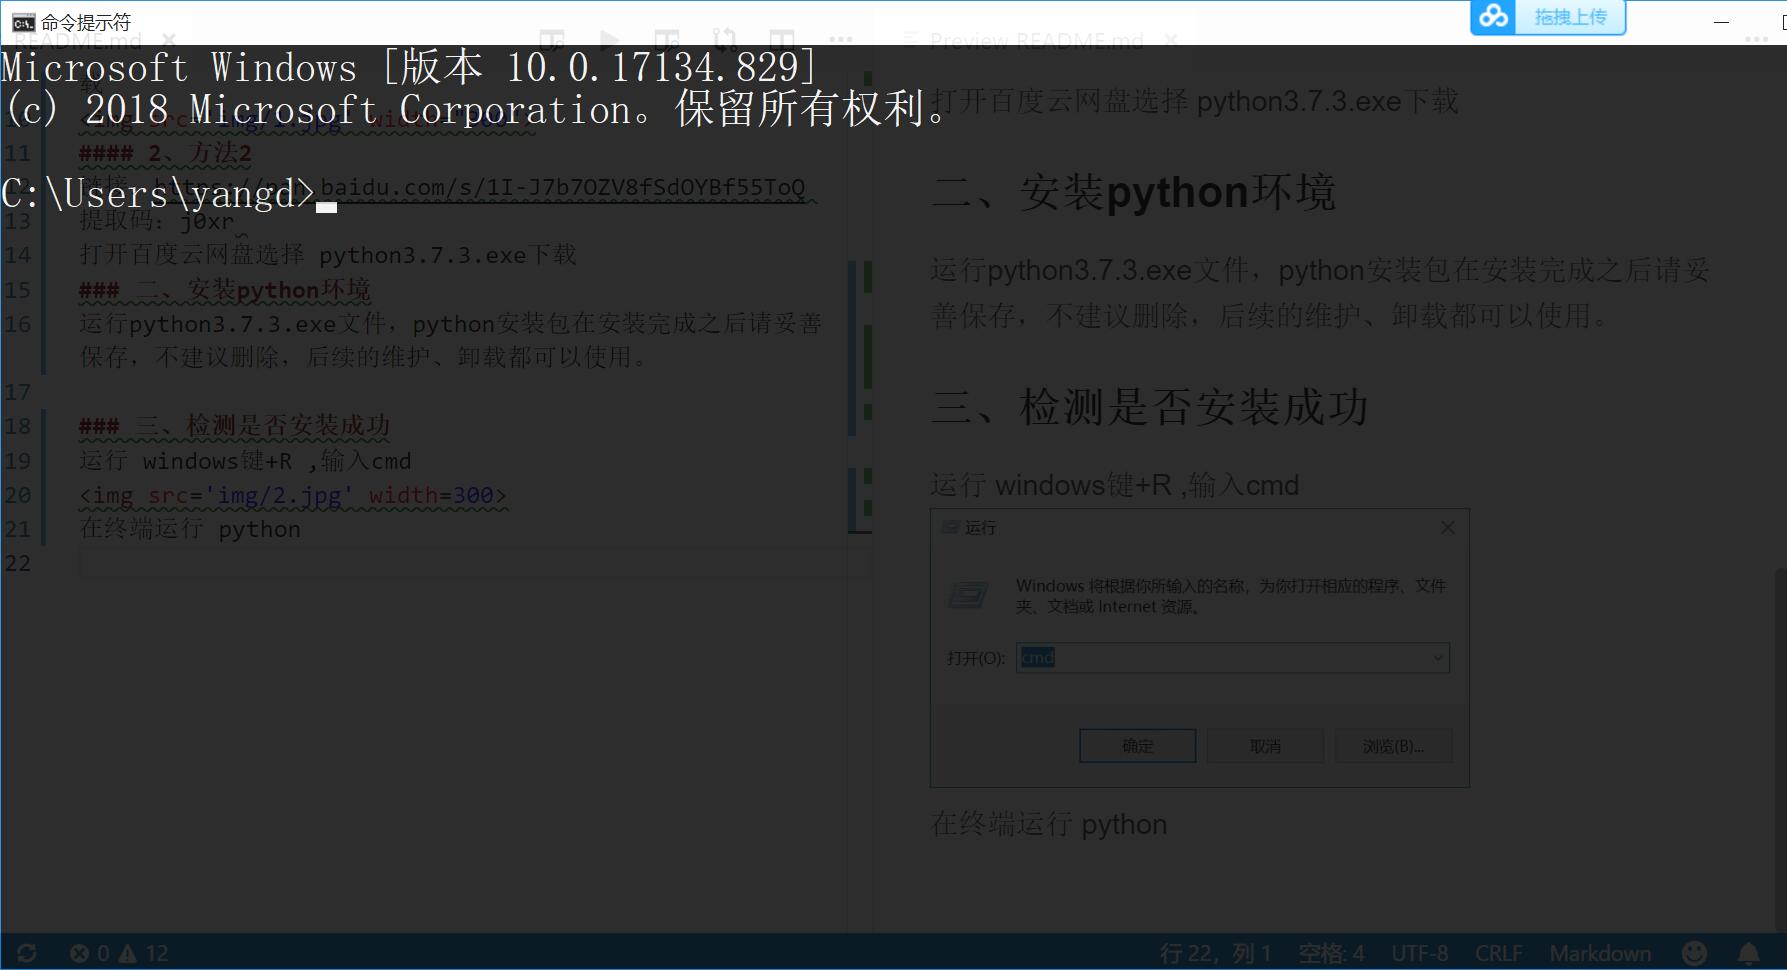 命令提示符
拖拽上传
README.md
Preview README.md
Microsoft Windows [版本 10.0.17134.829]
(c) 2018 Microsoft Corporation。保留所有权利。
C:\Users\yangd>
11 #### 2、方法2
12 链接：https://pan.baidu.com/s/1I-J7b7OZV8fSdOYBf55ToQ
13 提取码：j0xr
14 打开百度云网盘选择 python3.7.3.exe下载
15 ### 二、安装python环境
16 运行python3.7.3.exe文件，python安装包在安装完成之后请妥善
保存，不建议删除，后续的维护、卸载都可以使用。
17
18 ### 三、检测是否安装成功
19 运行 windows键+R ,输入cmd
20 <img src='img/2.jpg' width=300>
21 在终端运行 python
22
打开百度云网盘选择 python3.7.3.exe下载
二、安装python环境
运行python3.7.3.exe文件，python安装包在安装完成之后请妥
善保存，不建议删除，后续的维护、卸载都可以使用。
三、检测是否安装成功
运行 windows键+R ,输入cmd
运行
Windows 将根据你所输入的名称，为你打开相应的程序、文件
夹、文档或 Internet 资源。
打开(O): cmd
确定 取消 浏览(B)...
在终端运行 python
0 12 行 22，列 1 空格: 4 UTF-8 CRLF Markdown